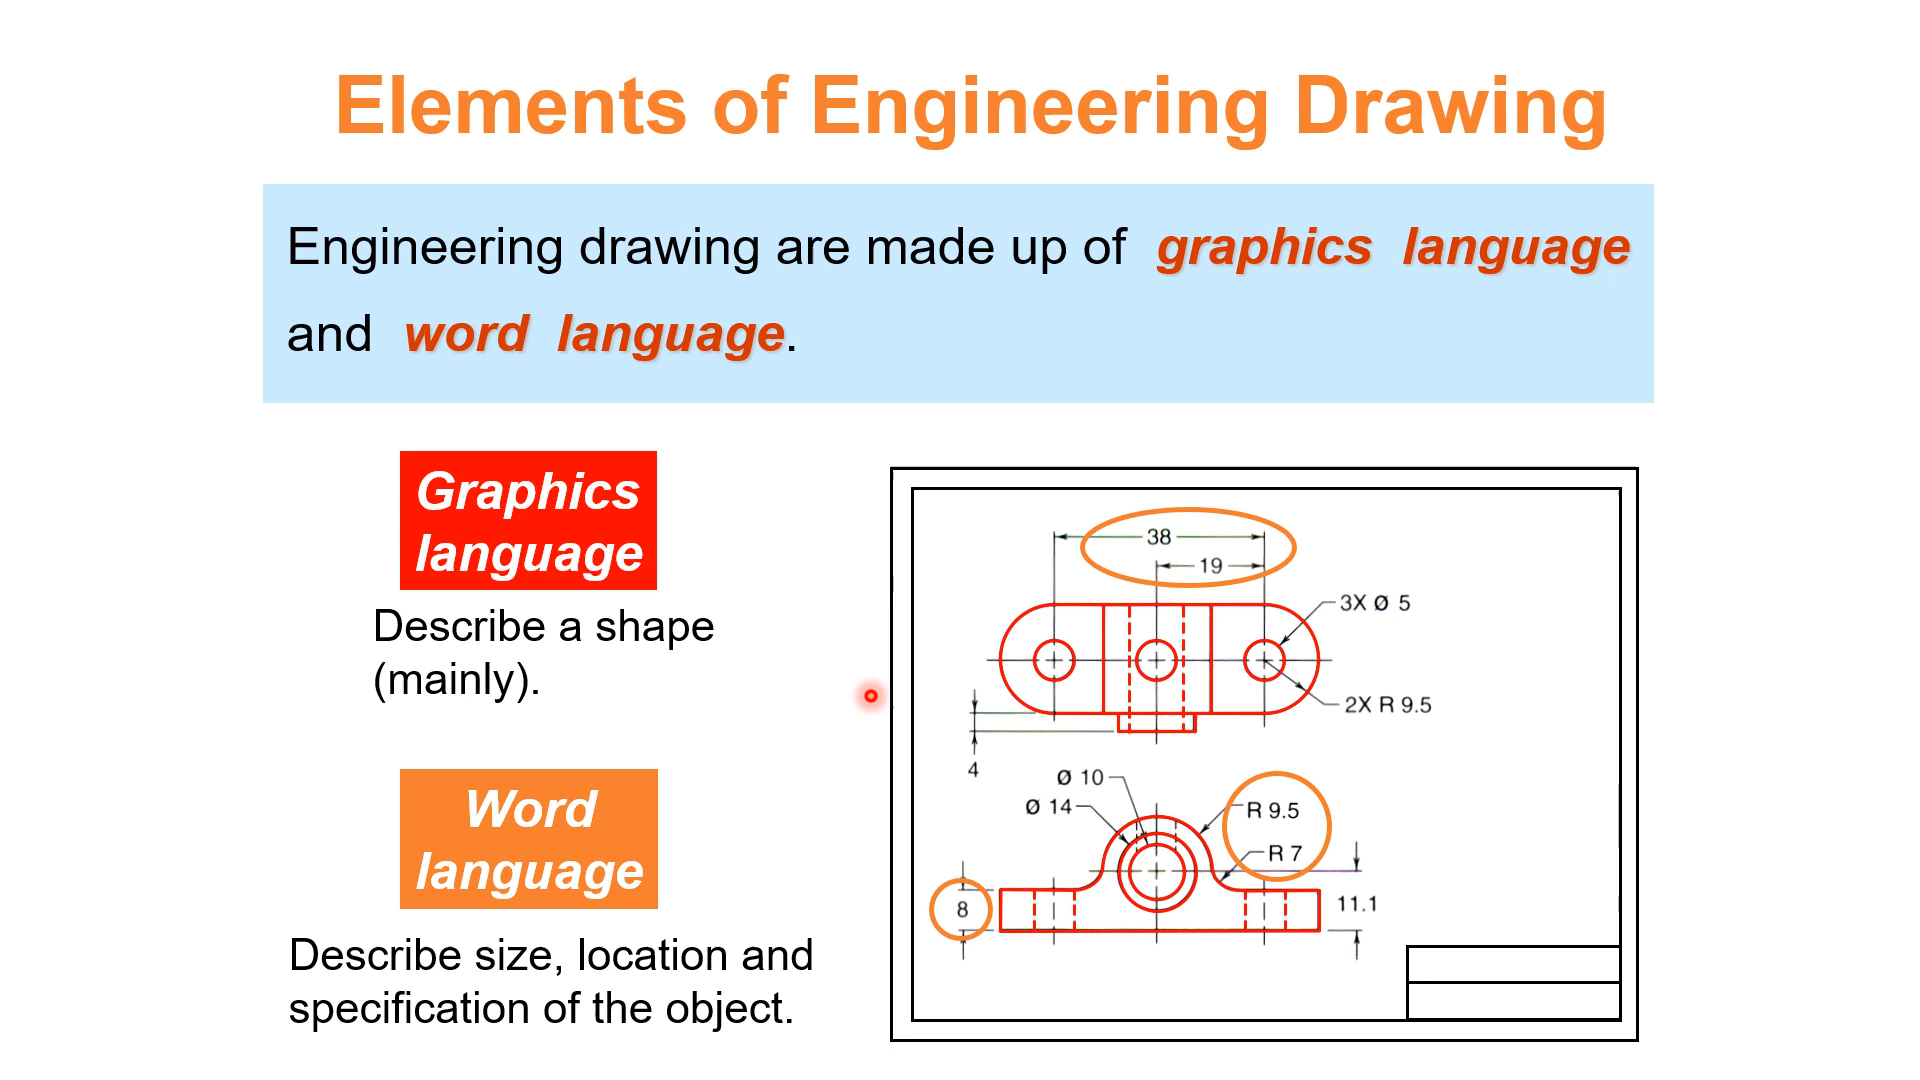 Elements of Engineering Drawing
Engineering drawing are made up of graphics language
and word language.
Graphics
language
Describe a shape
(mainly).
Word
language
Describe size, location and
specification of the object.
38
19
3X Ø 5
2X R 9.5
4
Ø 10
Ø 14
R 9.5
R 7
8
11.1